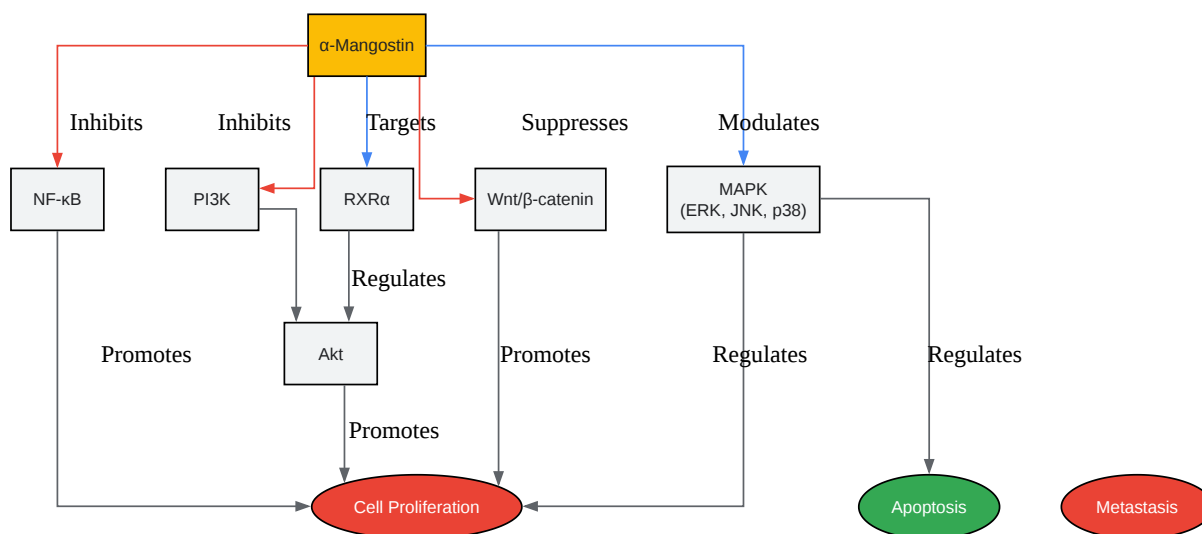 α-Mangostin
Inhibits
Inhibits
Targets
Suppresses
Modulates
NF-κB
PI3K
RXRα
Wnt/β-catenin
MAPK
(ERK, JNK, p38)
Regulates
Promotes
Akt
Promotes
Regulates
Regulates
Promotes
Cell Proliferation
Apoptosis
Metastasis